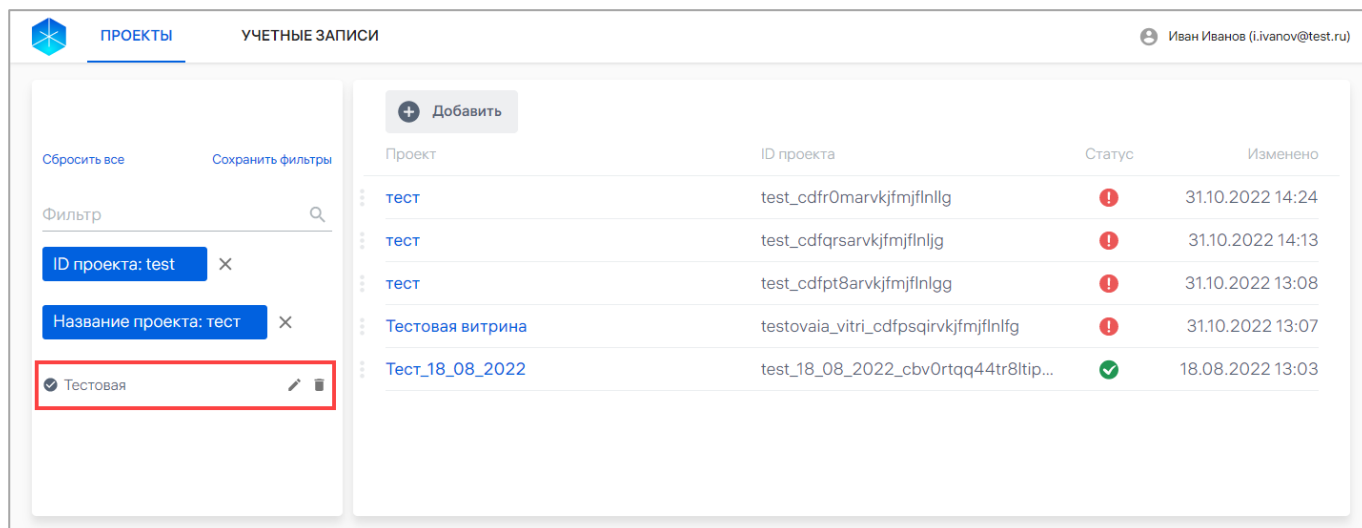 ПРОЕКТЫ УЧЕТНЫЕ ЗАПИСИ Иван Иванов (i.ivanov@test.ru)
Сбросить все Сохранить фильтры
Фильтр
ID проекта: test
Название проекта: тест
Тестовая
Добавить
Проект ID проекта Статус Изменено
тест test_cdfr0marvkjfmjflnllg 31.10.2022 14:24
тест test_cdfqrsarvkjfmjflnljg 31.10.2022 14:13
тест test_cdfpt8arvkjfmjflnlgg 31.10.2022 13:08
Тестовая витрина testovaia_vitri_cdfpsqirvkjfmjflnlfg 31.10.2022 13:07
Тест_18_08_2022 test_18_08_2022_cbv0rtqq44tr8ltip... 18.08.2022 13:03